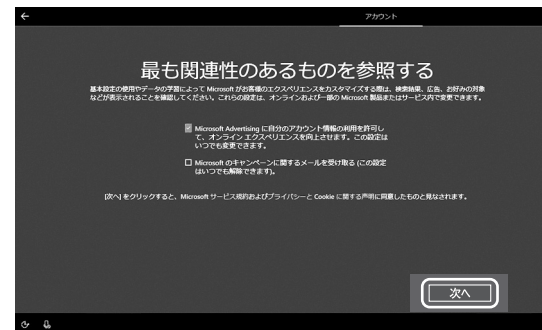 アカウント
最も関連性のあるものを参照する
基本設定の使用やデータの学習によって Microsoft がお客様のエクスペリエンスをカスタマイズする際は、検索結果、広告、お好みの対象
などが表示されることを確認してください。これらの設定は、オンラインおよび一部の Microsoft 製品またはサービス内で変更できます。
Microsoft Advertising に自分のアカウント情報の利用を許可し
て、オンライン エクスペリエンスを向上させます。この設定は
いつでも変更できます。
Microsoft のキャンペーンに関するメールを受け取る (この設定
はいつでも解除できます)。
[次へ] をクリックすると、Microsoft サービス規約およびプライバシーと Cookie に関する声明に同意したものと見なされます。
次へ